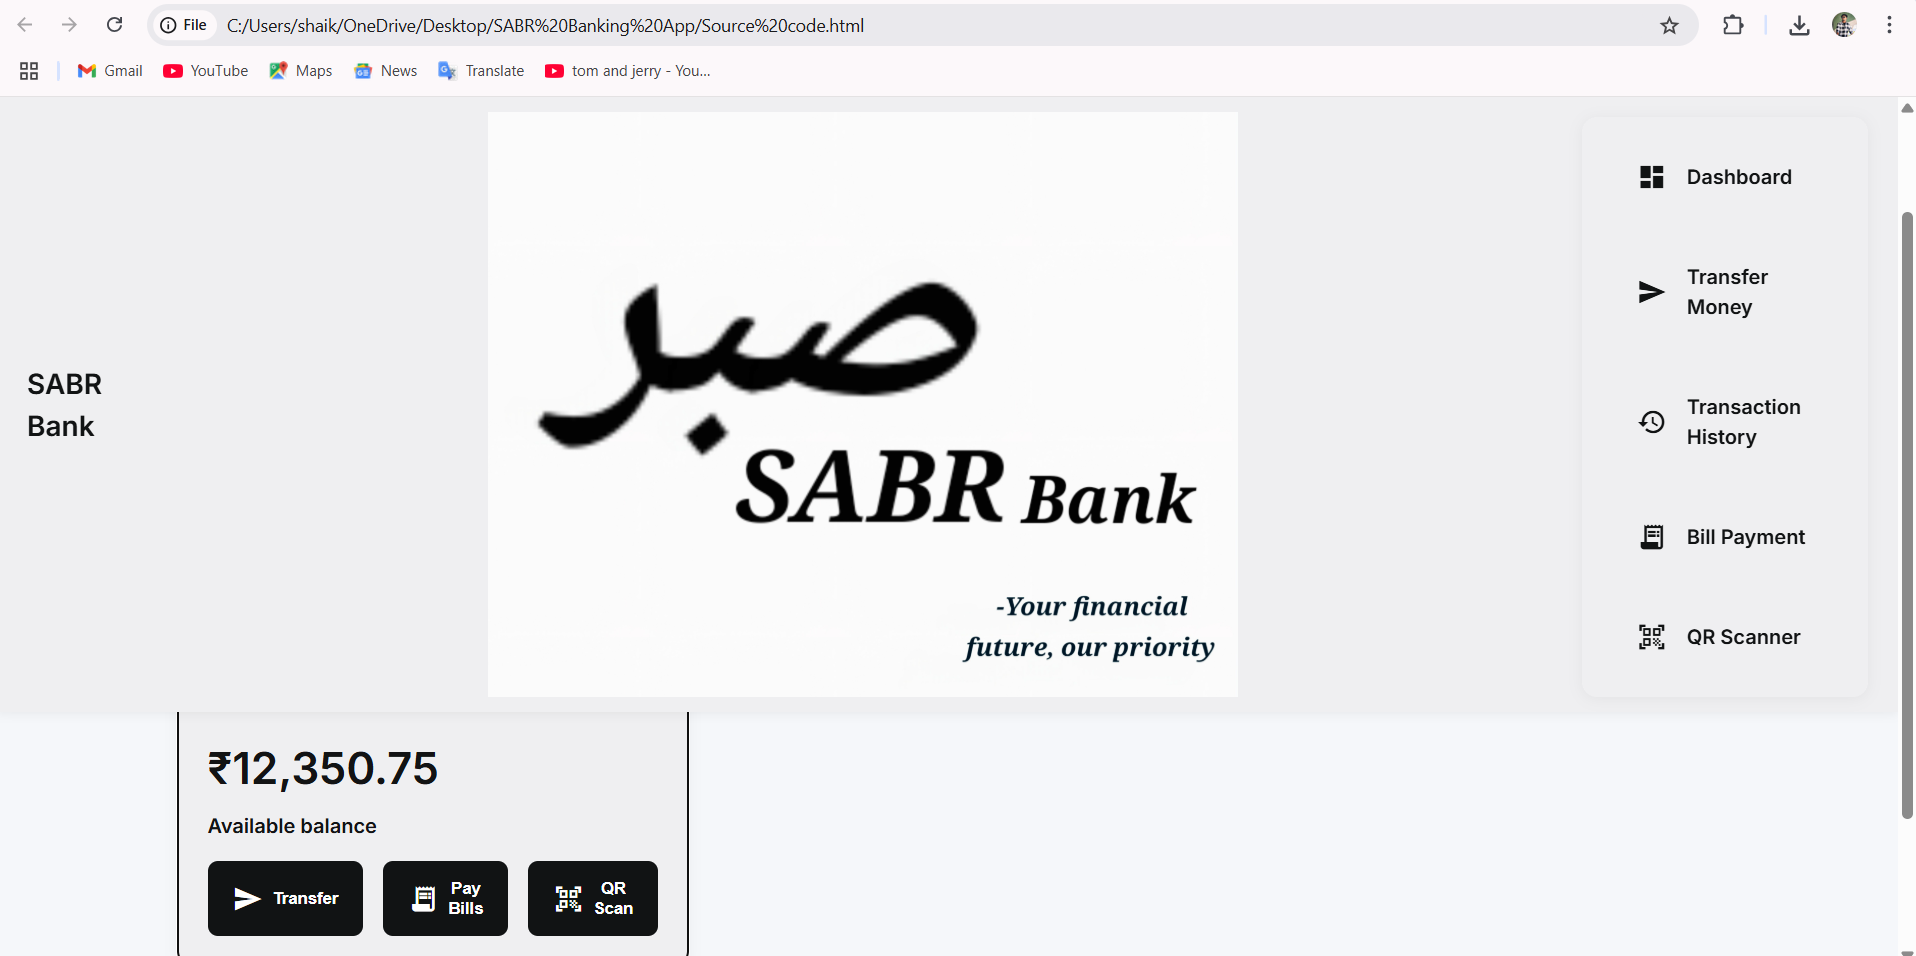 File
C:/Users/shaik/OneDrive/Desktop/SABR%20Banking%20App/Source%20code.html
Gmail
YouTube
Maps
News
Translate
tom and jerry - You...
SABR
Bank
صبر
SABR Bank
-Your financial
future, our priority
Dashboard
Transfer
Money
Transaction
History
Bill Payment
QR Scanner
₹12,350.75
Available balance
Transfer
Pay
Bills
QR
Scan